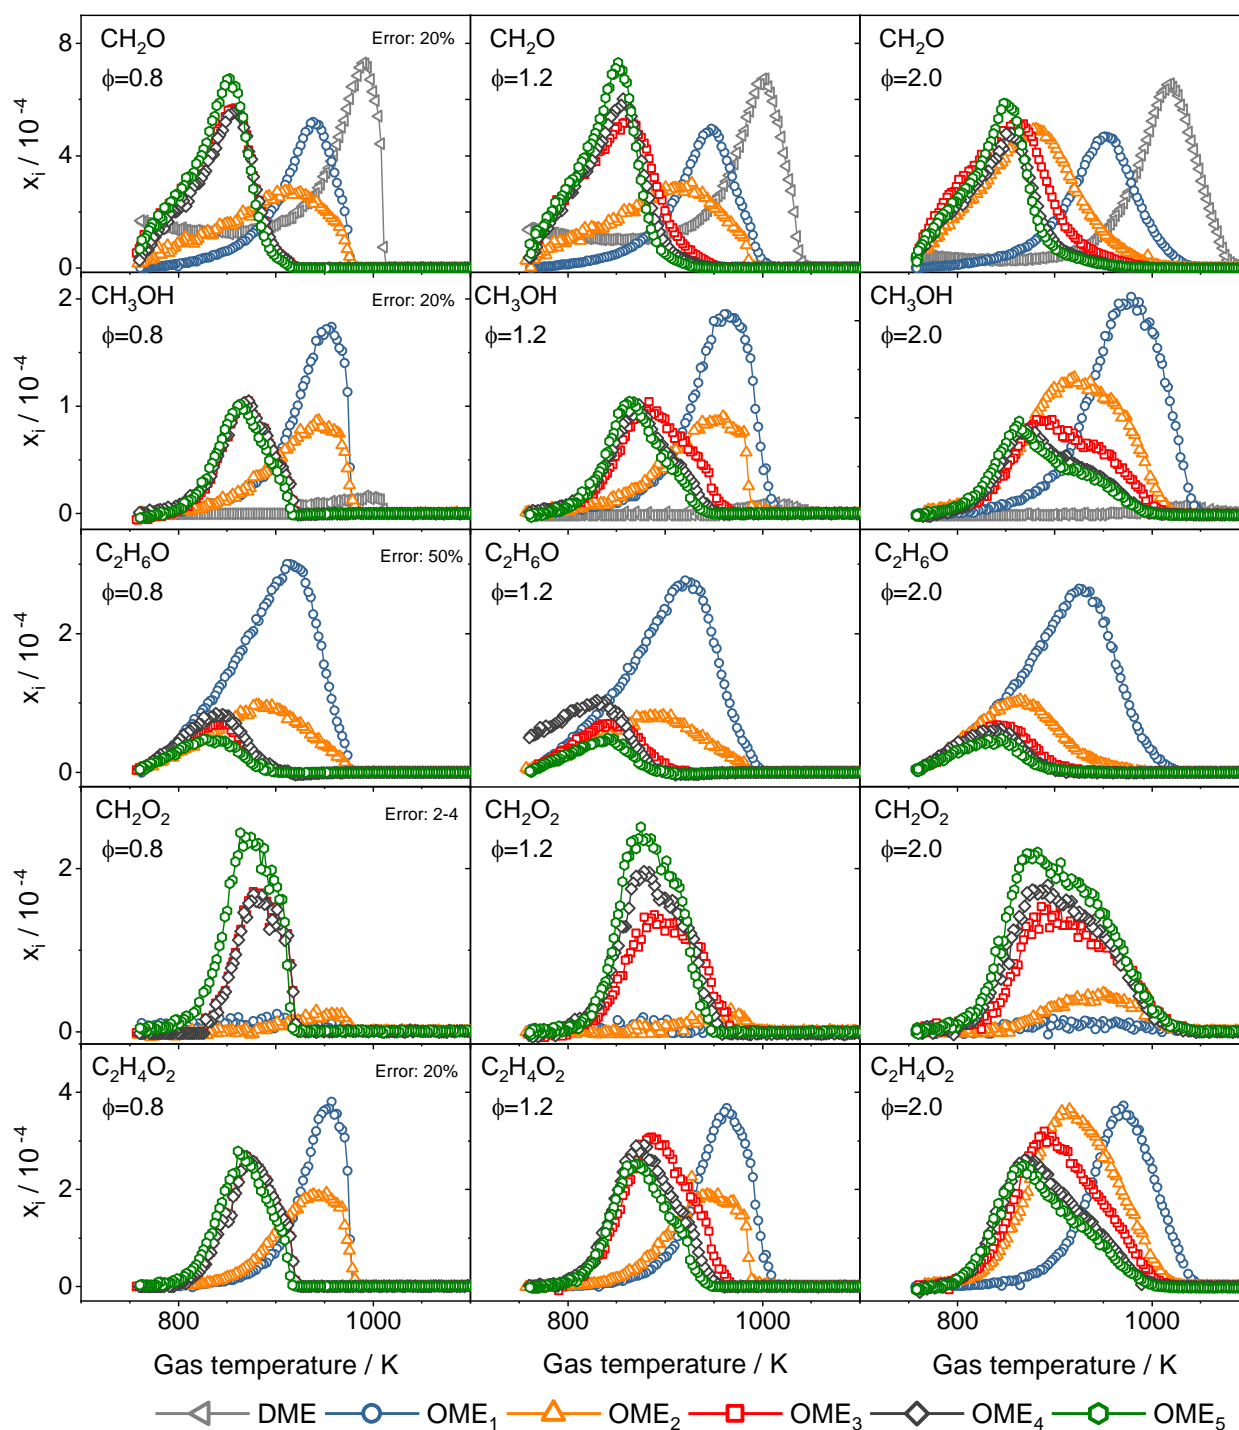 CH₂O Error: 20% CH₂O CH₂O
ϕ=0.8 ϕ=1.2 ϕ=2.0
8
4
0
xᵢ / 10⁻⁴
CH₃OH Error: 20% CH₃OH CH₃OH
ϕ=0.8 ϕ=1.2 ϕ=2.0
2
1
0
xᵢ / 10⁻⁴
C₂H₆O Error: 50% C₂H₆O C₂H₆O
ϕ=0.8 ϕ=1.2 ϕ=2.0
2
0
xᵢ / 10⁻⁴
CH₂O₂ Error: 2-4 CH₂O₂ CH₂O₂
ϕ=0.8 ϕ=1.2 ϕ=2.0
2
0
xᵢ / 10⁻⁴
C₂H₄O₂ Error: 20% C₂H₄O₂ C₂H₄O₂
ϕ=0.8 ϕ=1.2 ϕ=2.0
4
2
0
xᵢ / 10⁻⁴
800 1000 800 1000 800 1000
Gas temperature / K Gas temperature / K Gas temperature / K
DME OME₁ OME₂ OME₃ OME₄ OME₅